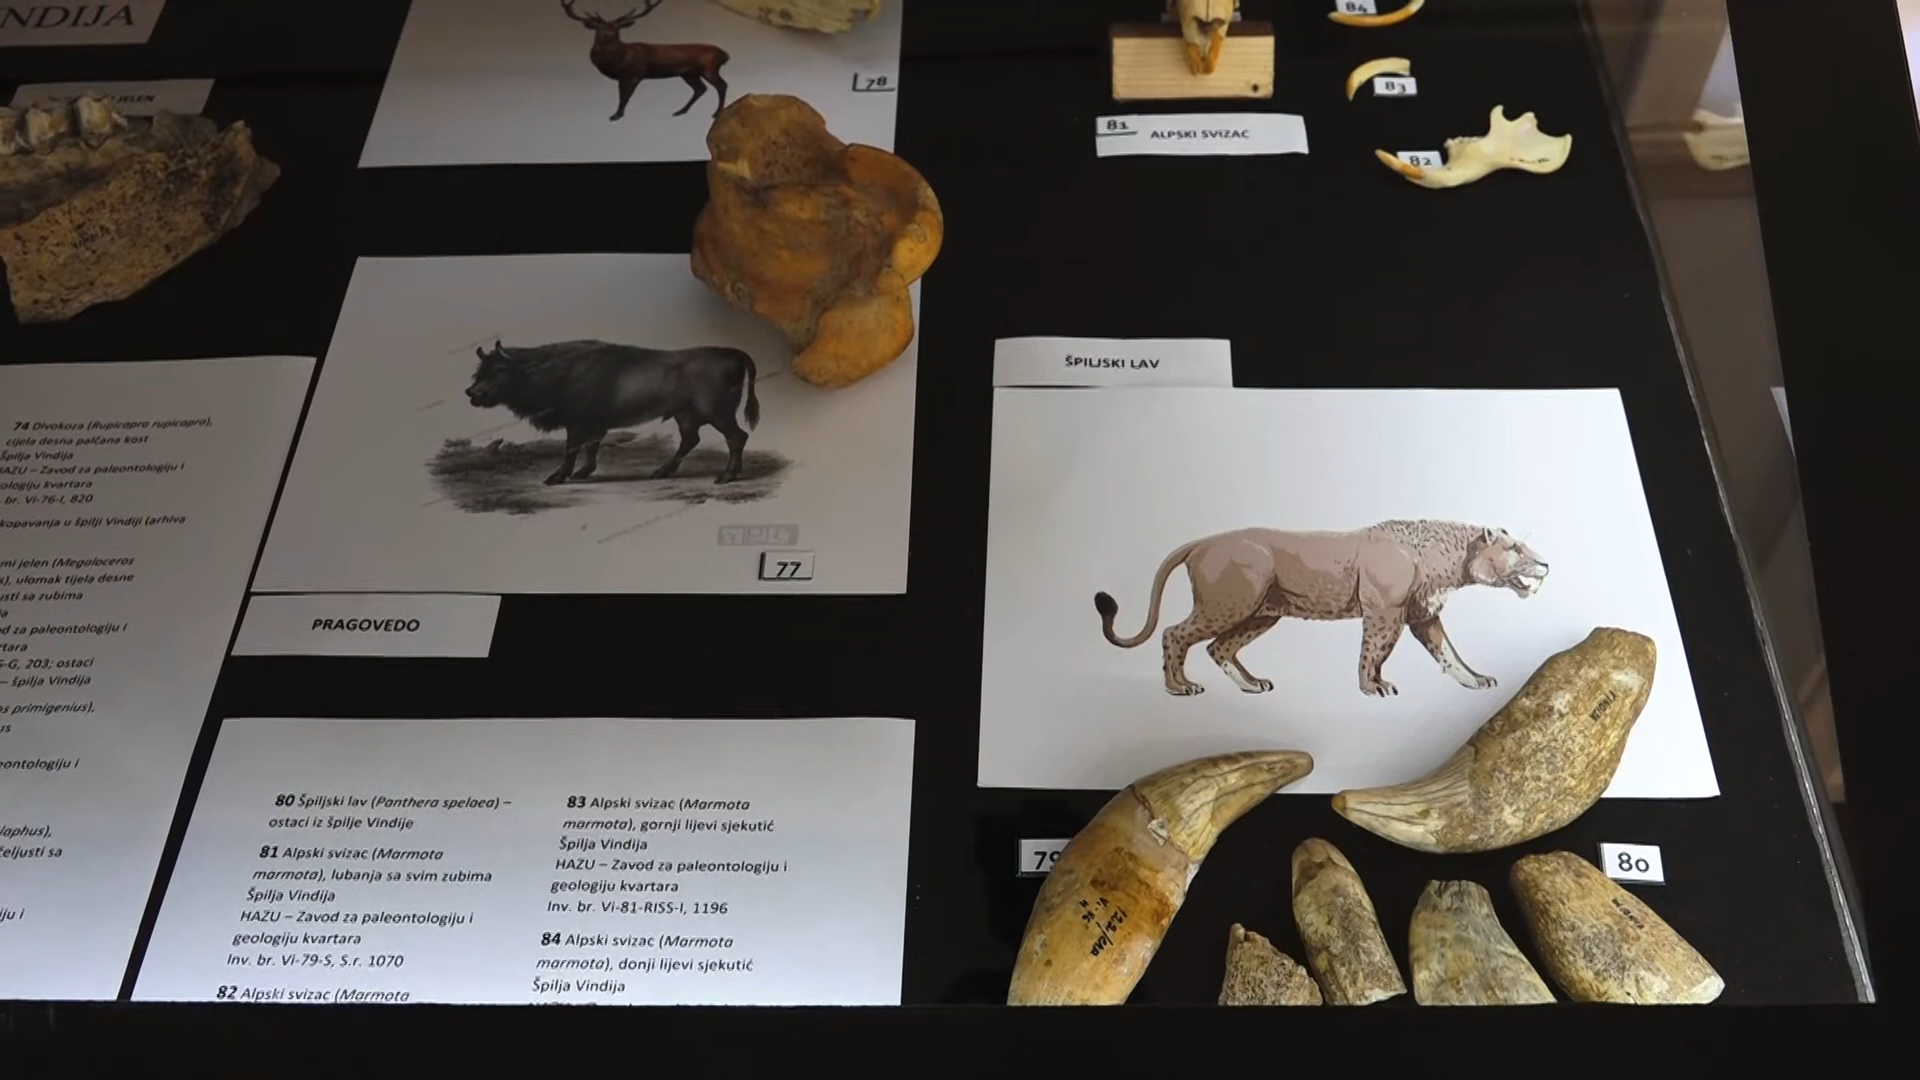 NDIJA
JELEN
78
84
83
81 ALPSKI SVIZAC
82
ŠPILJSKI LAV
77
PRAGOVEDO
74 Divokoza (Rupicapra rupicapra),
cijela desna palčana kost
Špilja Vindija
HAZU – Zavod za paleontologiju i
geologiju kvartara
br. Vi-76-I, 820
kopavanja u špilji Vindiji (arhiva
mi jelen (Megaloceros
s), ulomak tijela desne
usti sa zubima
d za paleontologiju i
rtara
G-G, 203; ostaci
– špilja Vindija
s primigenius),
us
ontologiju i
laphus),
čeljusti sa
iju i
80 Špiljski lav (Panthera spelaea) –
ostaci iz špilje Vindije
81 Alpski svizac (Marmota
marmota), lubanja sa svim zubima
Špilja Vindija
HAZU – Zavod za paleontologiju i
geologiju kvartara
Inv. br. Vi-79-S, S.r. 1070
82 Alpski svizac (Marmota
83 Alpski svizac (Marmota
marmota), gornji lijevi sjekutić
Špilja Vindija
HAZU – Zavod za paleontologiju i
geologiju kvartara
Inv. br. Vi-81-RISS-I, 1196
84 Alpski svizac (Marmota
marmota), donji lijevi sjekutić
Špilja Vindija
79
80
VINDIJA